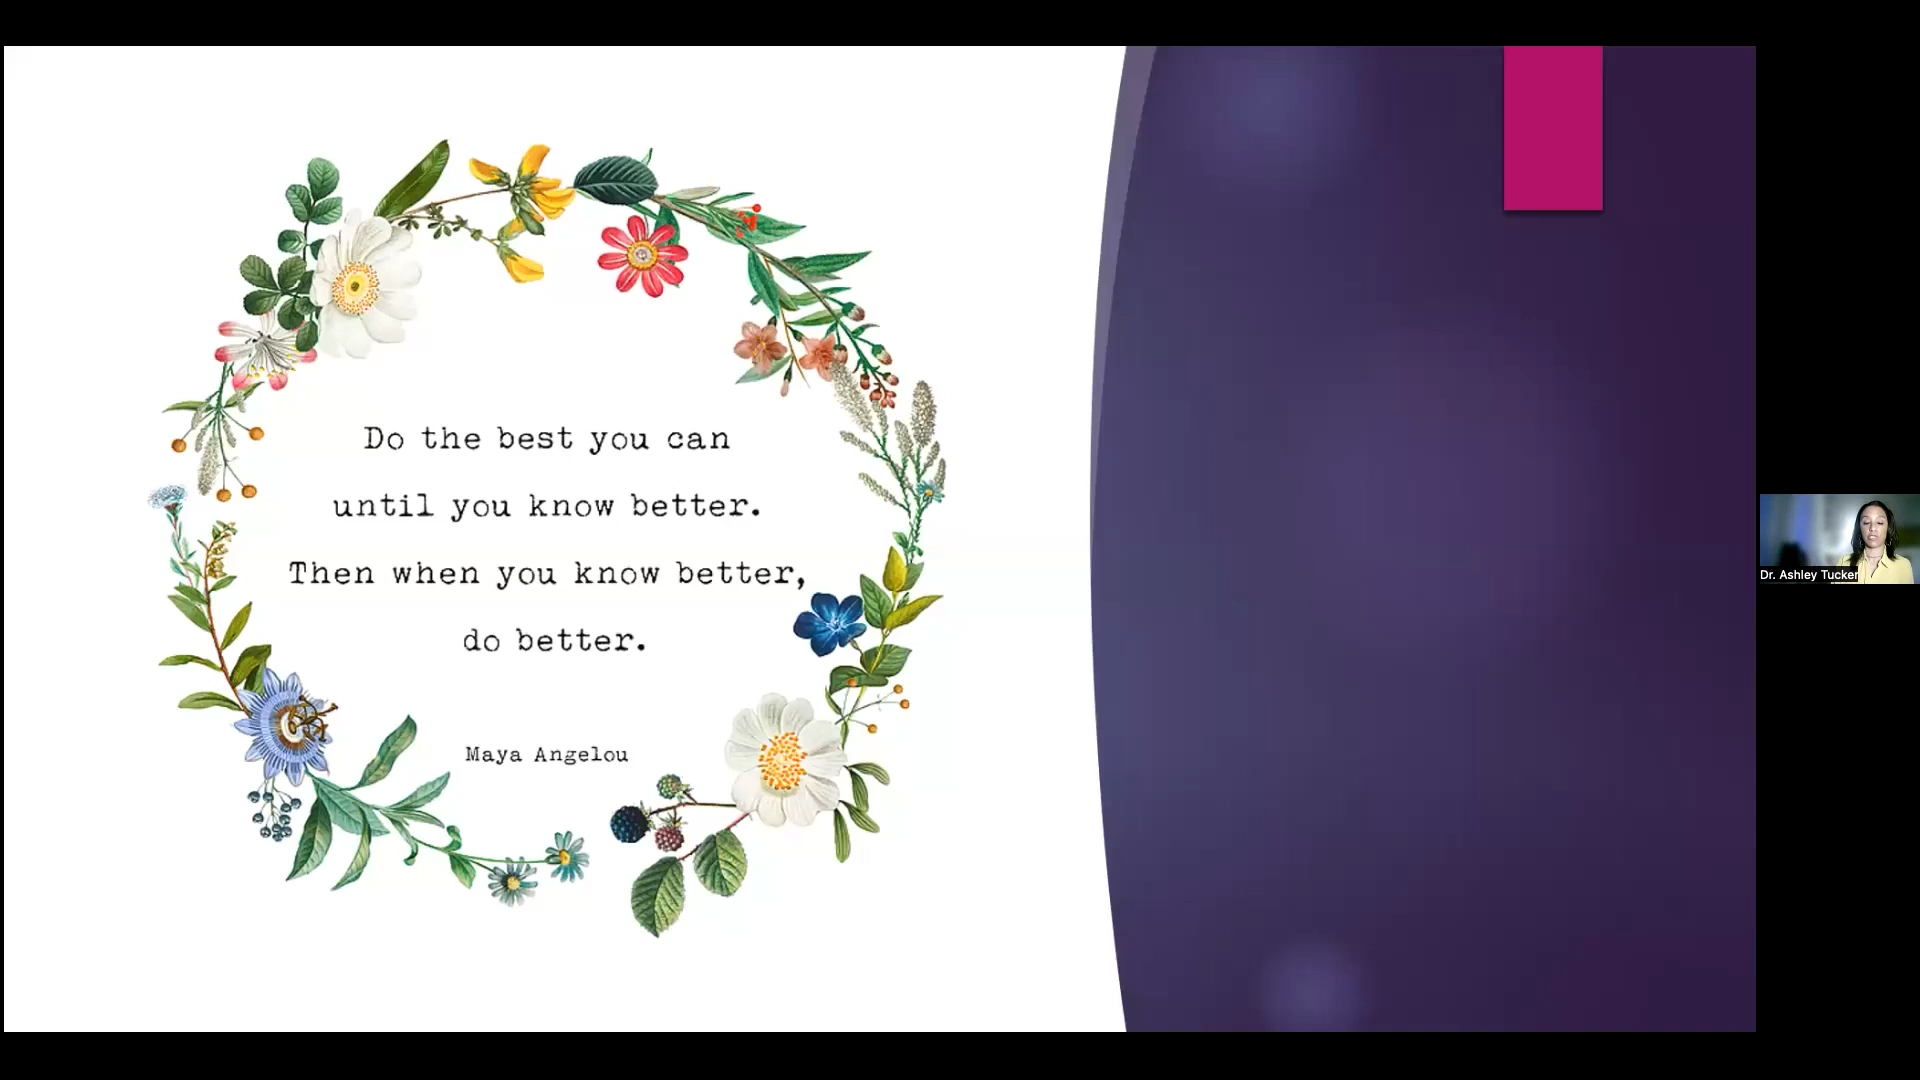 Do the best you can
until you know better.
Then when you know better,
do better.
Maya Angelou
Dr. Ashley Tucker